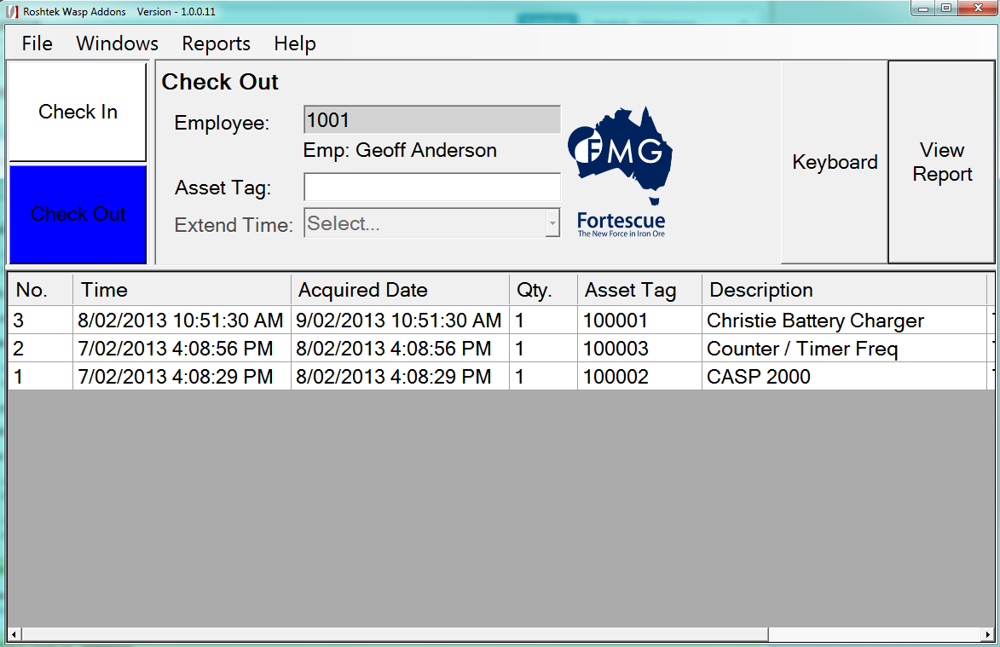 Roshtek Wasp Addons Version - 1.0.0.11
File Windows Reports Help
Check In
Check Out
Check Out
Employee: 1001
Emp: Geoff Anderson
Asset Tag:
Extend Time: Select...
FMG
Fortescue
The New Force in Iron Ore
Keyboard
View
Report
No. Time Acquired Date Qty. Asset Tag Description
3 8/02/2013 10:51:30 AM 9/02/2013 10:51:30 AM 1 100001 Christie Battery Charger
2 7/02/2013 4:08:56 PM 8/02/2013 4:08:56 PM 1 100003 Counter / Timer Freq
1 7/02/2013 4:08:29 PM 8/02/2013 4:08:29 PM 1 100002 CASP 2000